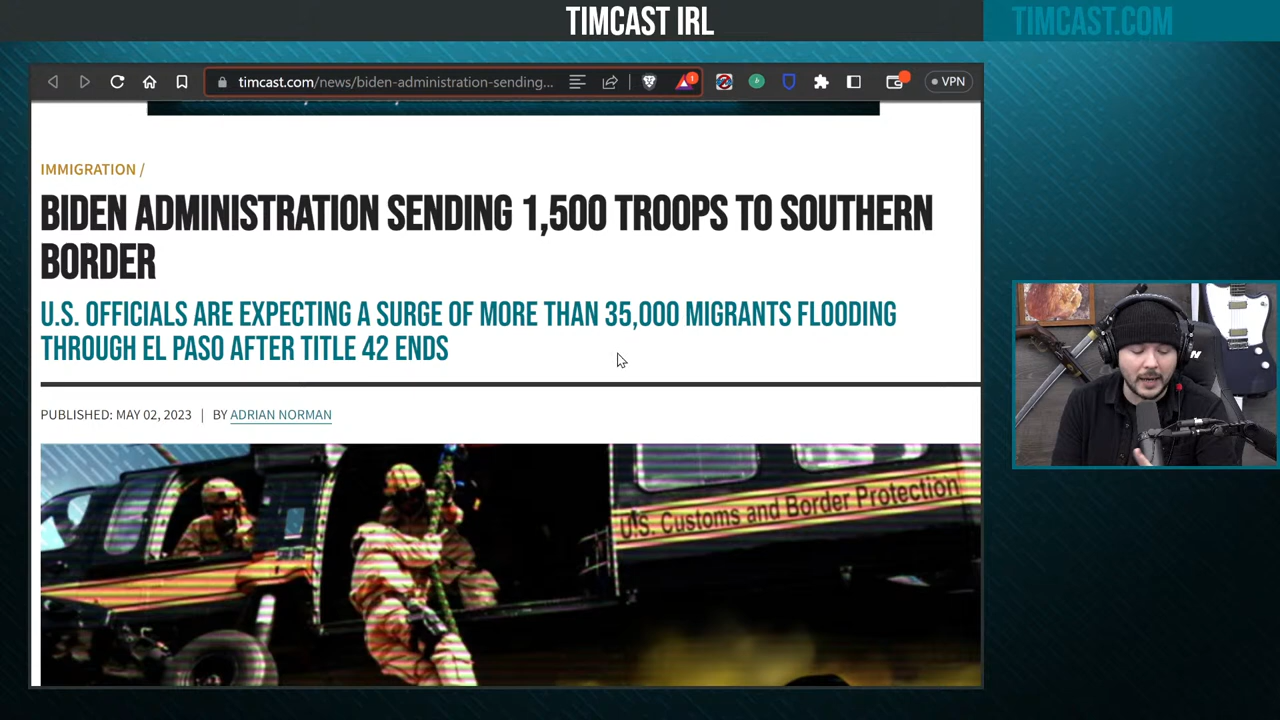 TIMCAST IRL
TIMCAST.COM
timcast.com/news/biden-administration-sending...
1
VPN
IMMIGRATION /
BIDEN ADMINISTRATION SENDING 1,500 TROOPS TO SOUTHERN
BORDER
U.S. OFFICIALS ARE EXPECTING A SURGE OF MORE THAN 35,000 MIGRANTS FLOODING
THROUGH EL PASO AFTER TITLE 42 ENDS
PUBLISHED: MAY 02, 2023 | BY ADRIAN NORMAN
U.S. Customs and Border Protection